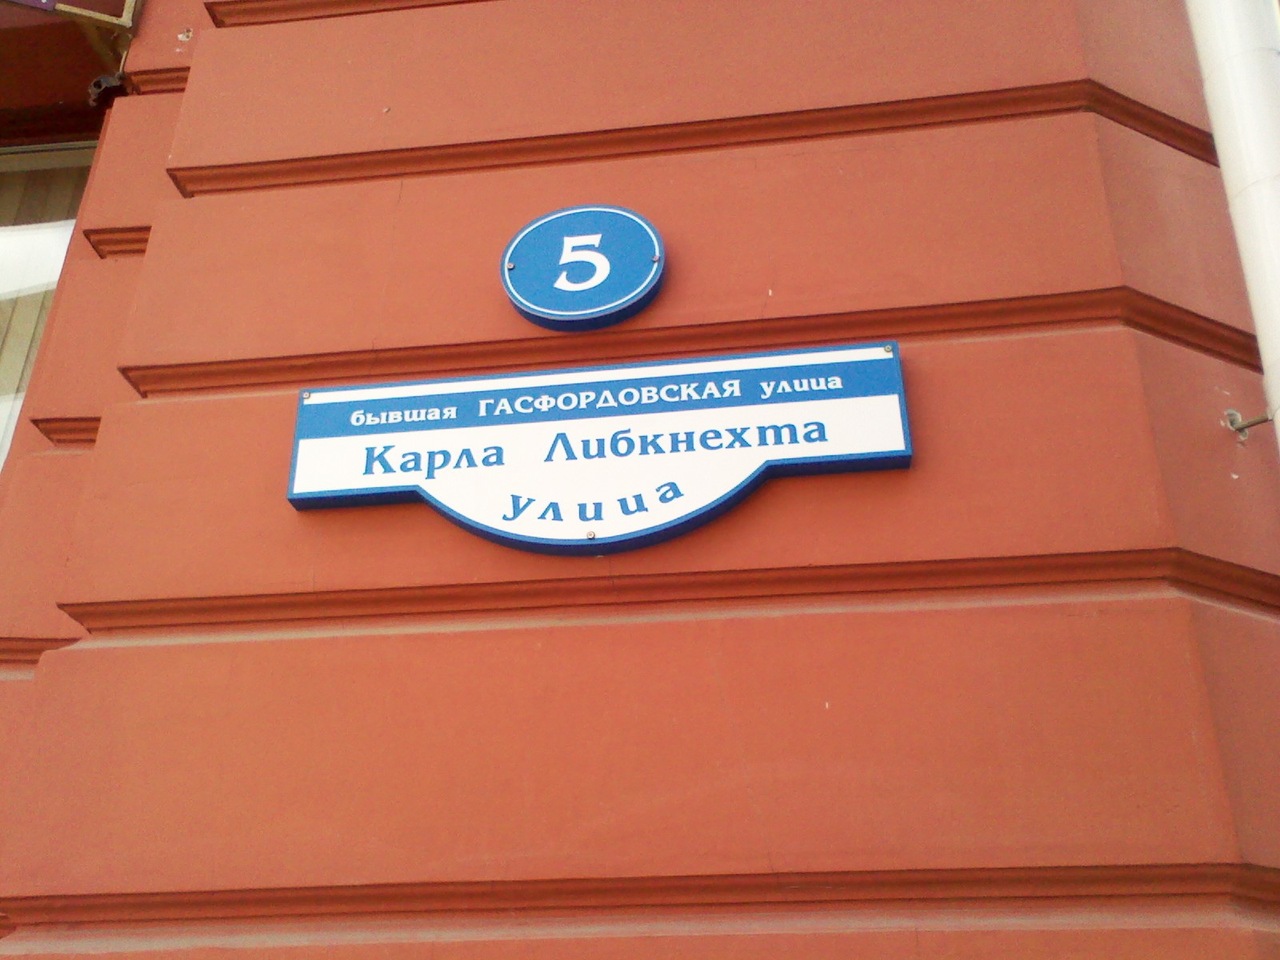 5
бывшая ГАСФОРДОВСКАЯ улица
Карла Либкнехта
улица